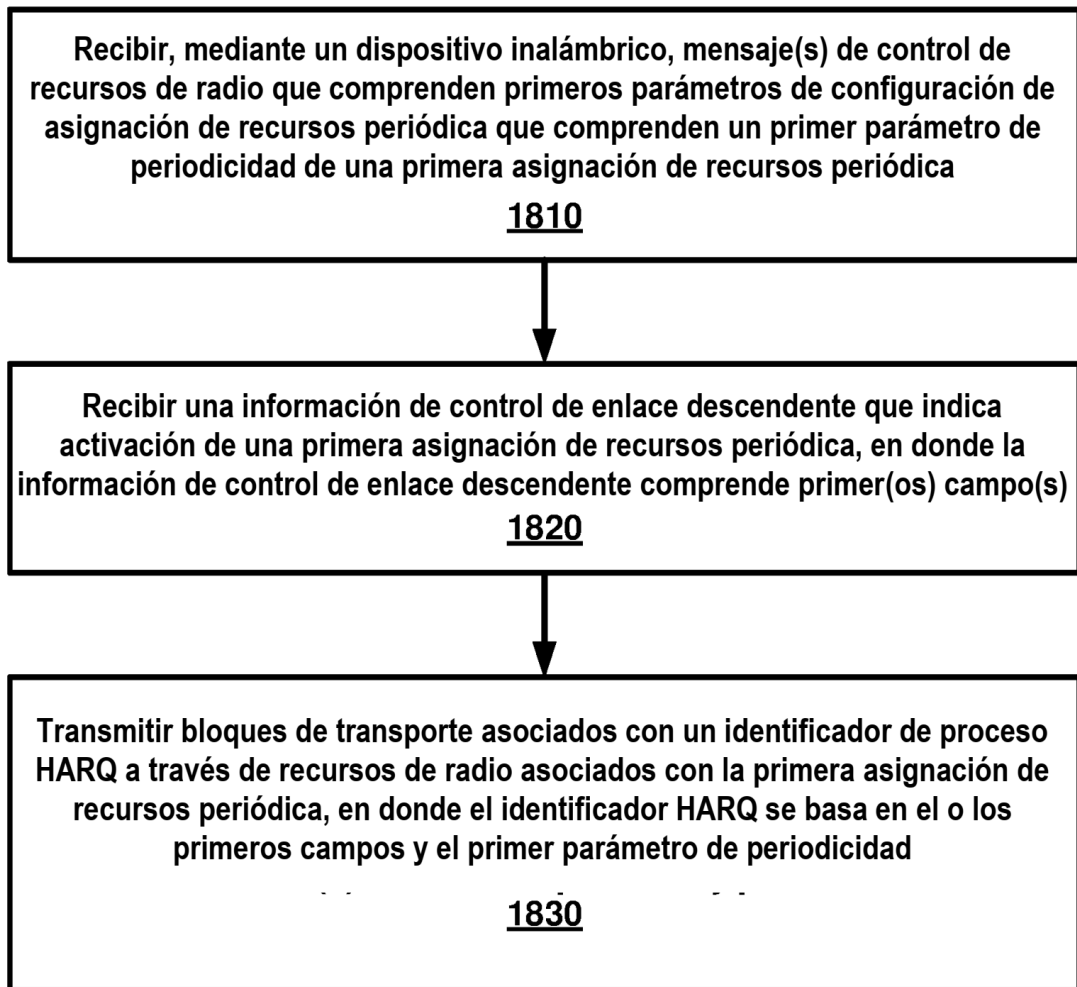 Recibir, mediante un dispositivo inalámbrico, mensaje(s) de control de
recursos de radio que comprenden primeros parámetros de configuración de
asignación de recursos periódica que comprenden un primer parámetro de
periodicidad de una primera asignación de recursos periódica
1810
Recibir una información de control de enlace descendente que indica
activación de una primera asignación de recursos periódica, en donde la
información de control de enlace descendente comprende primer(os) campo(s)
1820
Transmitir bloques de transporte asociados con un identificador de proceso
HARQ a través de recursos de radio asociados con la primera asignación de
recursos periódica, en donde el identificador HARQ se basa en el o los
primeros campos y el primer parámetro de periodicidad
1830